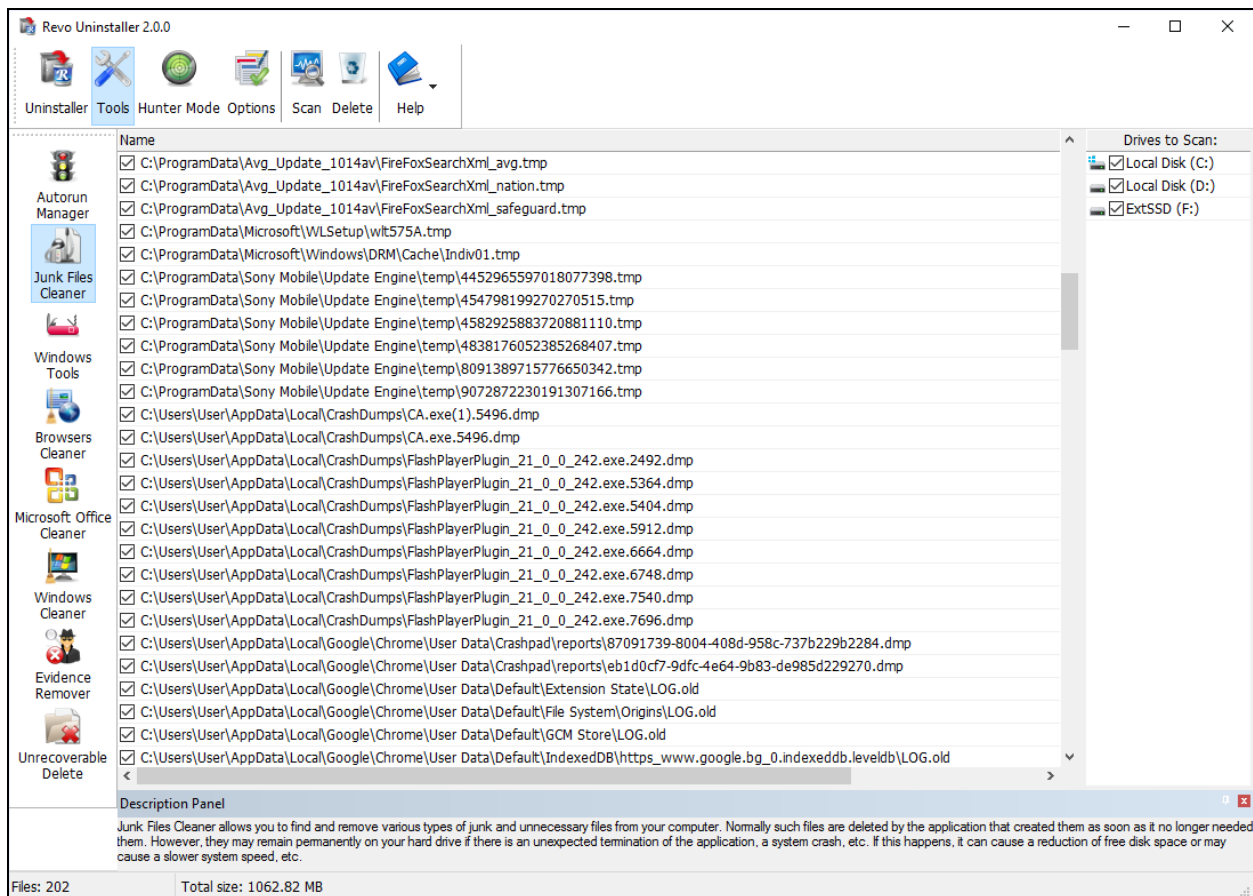 Revo Uninstaller 2.0.0
Uninstaller Tools Hunter Mode Options Scan Delete Help
Autorun
Manager
Junk Files
Cleaner
Windows
Tools
Browsers
Cleaner
Microsoft Office
Cleaner
Windows
Cleaner
Evidence
Remover
Unrecoverable
Delete
Name
C:\ProgramData\Avg_Update_1014av\FireFoxSearchXml_avg.tmp
C:\ProgramData\Avg_Update_1014av\FireFoxSearchXml_nation.tmp
C:\ProgramData\Avg_Update_1014av\FireFoxSearchXml_safeguard.tmp
C:\ProgramData\Microsoft\WLSetup\wlt575A.tmp
C:\ProgramData\Microsoft\Windows\DRM\Cache\Indiv01.tmp
C:\ProgramData\Sony Mobile\Update Engine\temp\4452965597018077398.tmp
C:\ProgramData\Sony Mobile\Update Engine\temp\454798199270270515.tmp
C:\ProgramData\Sony Mobile\Update Engine\temp\4582925883720881110.tmp
C:\ProgramData\Sony Mobile\Update Engine\temp\4838176052385268407.tmp
C:\ProgramData\Sony Mobile\Update Engine\temp\8091389715776650342.tmp
C:\ProgramData\Sony Mobile\Update Engine\temp\9072872230191307166.tmp
C:\Users\User\AppData\Local\CrashDumps\CA.exe(1).5496.dmp
C:\Users\User\AppData\Local\CrashDumps\CA.exe.5496.dmp
C:\Users\User\AppData\Local\CrashDumps\FlashPlayerPlugin_21_0_0_242.exe.2492.dmp
C:\Users\User\AppData\Local\CrashDumps\FlashPlayerPlugin_21_0_0_242.exe.5364.dmp
C:\Users\User\AppData\Local\CrashDumps\FlashPlayerPlugin_21_0_0_242.exe.5404.dmp
C:\Users\User\AppData\Local\CrashDumps\FlashPlayerPlugin_21_0_0_242.exe.5912.dmp
C:\Users\User\AppData\Local\CrashDumps\FlashPlayerPlugin_21_0_0_242.exe.6664.dmp
C:\Users\User\AppData\Local\CrashDumps\FlashPlayerPlugin_21_0_0_242.exe.6748.dmp
C:\Users\User\AppData\Local\CrashDumps\FlashPlayerPlugin_21_0_0_242.exe.7540.dmp
C:\Users\User\AppData\Local\CrashDumps\FlashPlayerPlugin_21_0_0_242.exe.7696.dmp
C:\Users\User\AppData\Local\Google\Chrome\User Data\Crashpad\reports\87091739-8004-408d-958c-737b229b2284.dmp
C:\Users\User\AppData\Local\Google\Chrome\User Data\Crashpad\reports\eb1d0cf7-9dfc-4e64-9b83-de985d229270.dmp
C:\Users\User\AppData\Local\Google\Chrome\User Data\Default\Extension State\LOG.old
C:\Users\User\AppData\Local\Google\Chrome\User Data\Default\File System\Origins\LOG.old
C:\Users\User\AppData\Local\Google\Chrome\User Data\Default\GCM Store\LOG.old
C:\Users\User\AppData\Local\Google\Chrome\User Data\Default\IndexedDB\https_www.google.bg_0.indexeddb.leveldb\LOG.old
Drives to Scan:
Local Disk (C:)
Local Disk (D:)
ExtSSD (F:)
Description Panel
Junk Files Cleaner allows you to find and remove various types of junk and unnecessary files from your computer. Normally such files are deleted by the application that created them as soon as it no longer needed
them. However, they may remain permanently on your hard drive if there is an unexpected termination of the application, a system crash, etc. If this happens, it can cause a reduction of free disk space or may
cause a slower system speed, etc.
Files: 202 Total size: 1062.82 MB